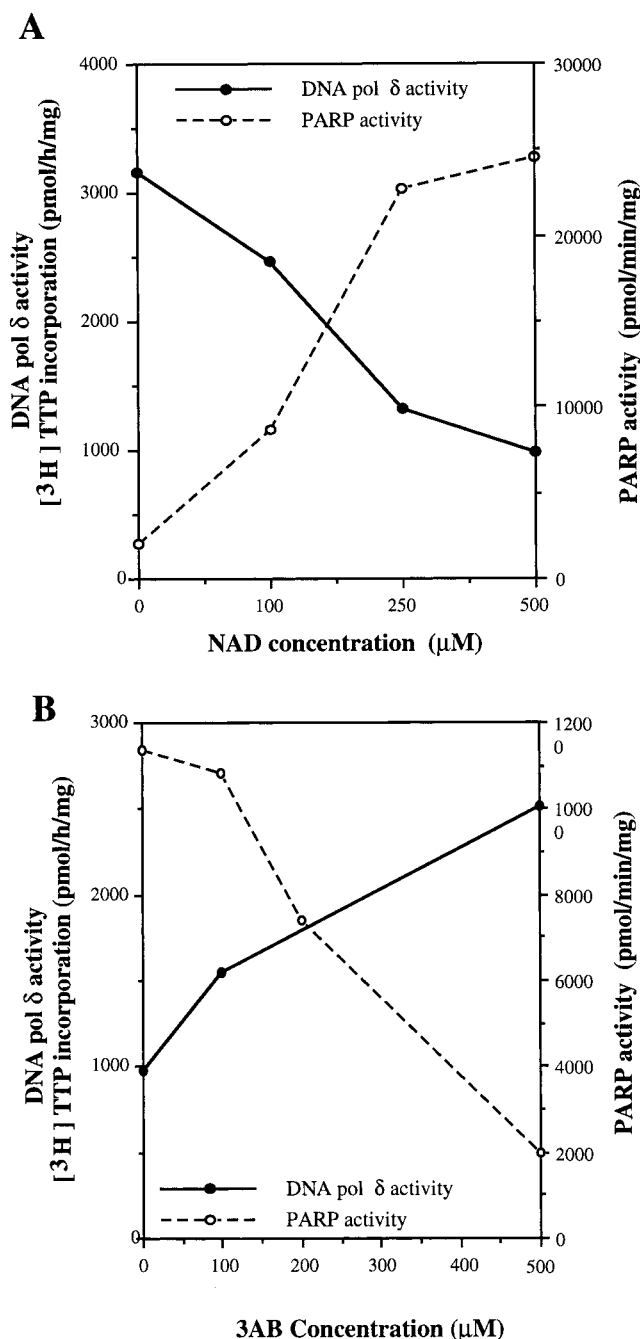 A
DNA pol δ activity
PARP activity
4000
3000
2000
1000
0
DNA pol δ activity
[3H ] TTP incorporation (pmol/h/mg)
30000
20000
10000
0
PARP activity (pmol/min/mg)
0 100 250 500
NAD concentration (µM)
B
3000
2000
1000
0
DNA pol δ activity
[3H ] TTP incorporation (pmol/h/mg)
1200
0
1000
0
8000
6000
4000
2000
0
PARP activity (pmol/min/mg)
DNA pol δ activity
PARP activity
0 100 200 300 400 500
3AB Concentration (µM)